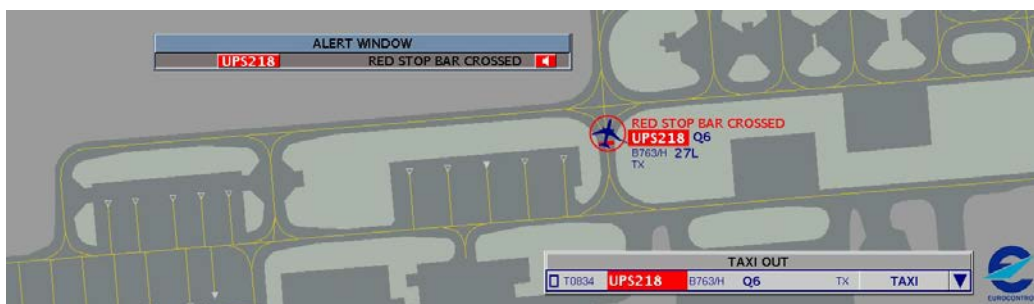 ALERT WINDOW
UPS218 RED STOP BAR CROSSED
RED STOP BAR CROSSED
UPS218 Q6
B763/H 27L
TX
TAXI OUT
T0834 UPS218 B763/H Q6 TX TAXI
EUROCONTROL